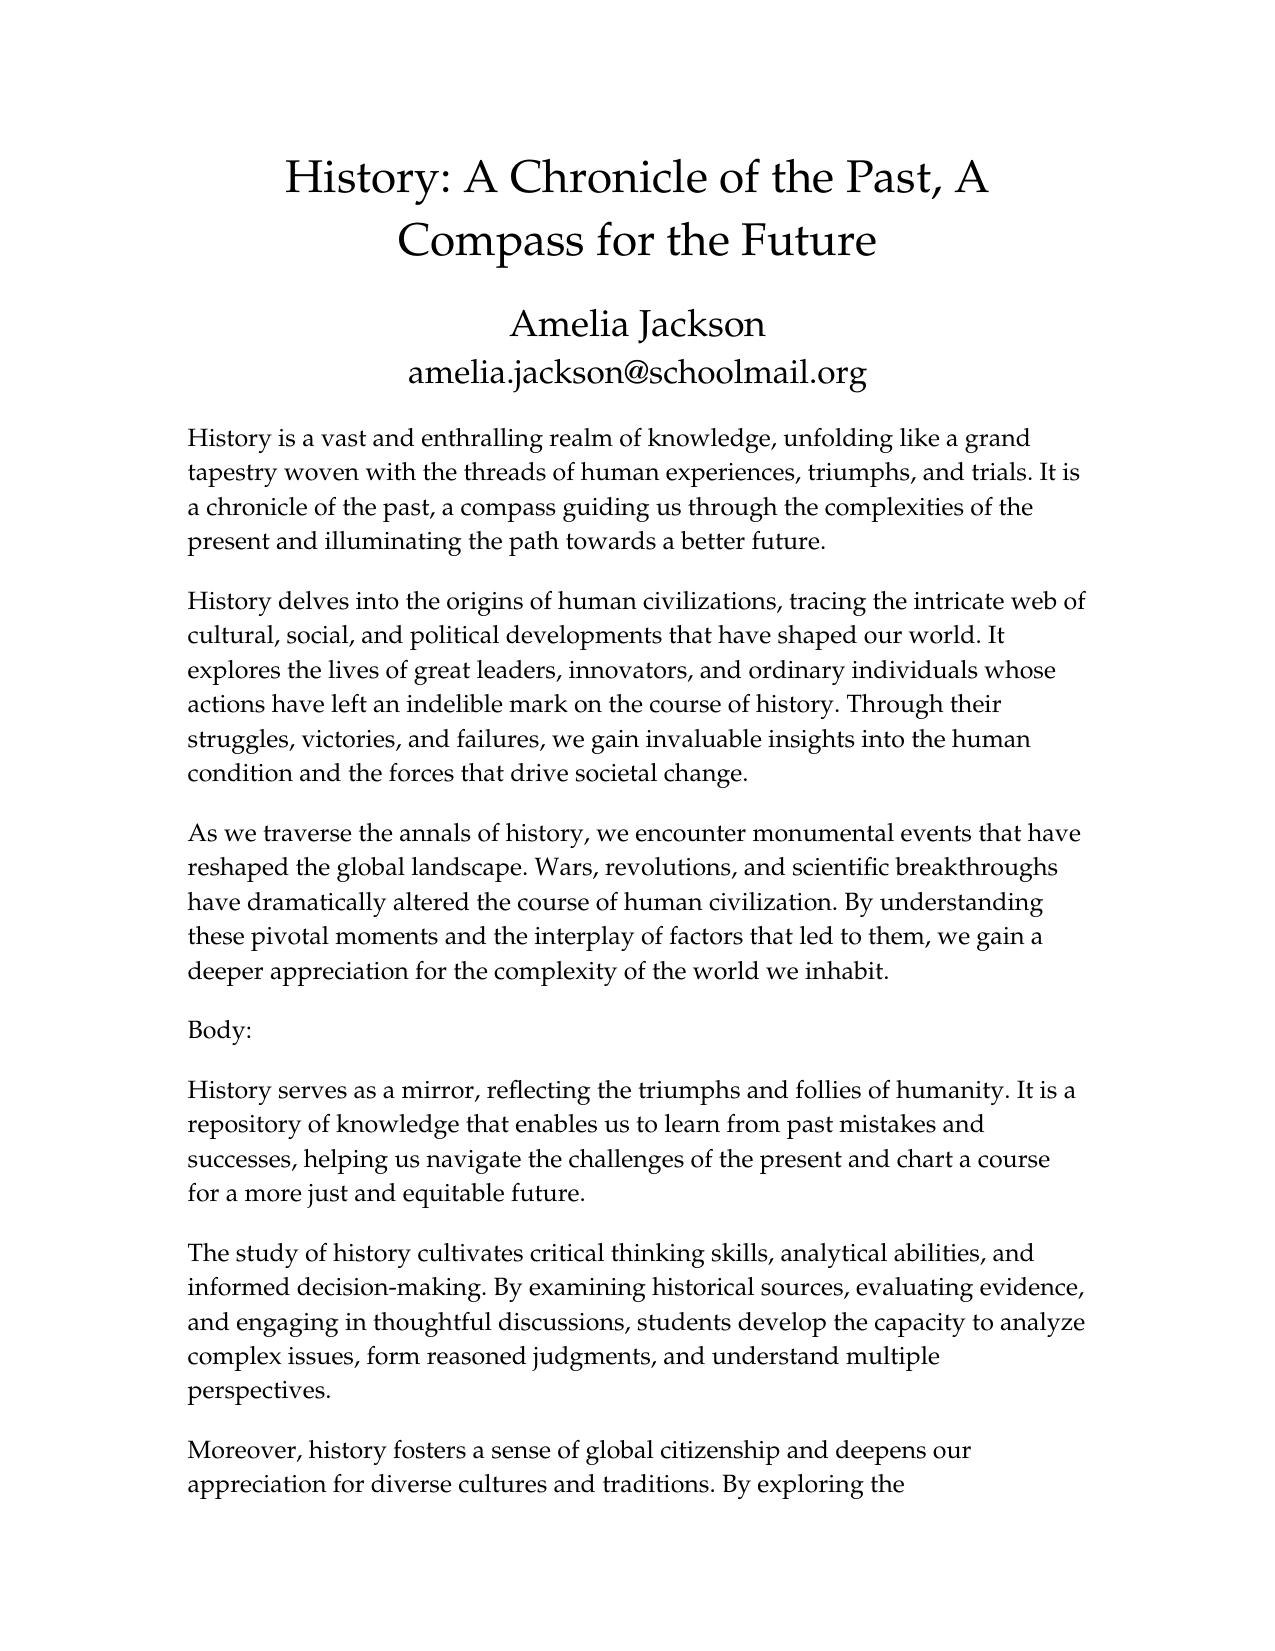 History: A Chronicle of the Past, A
Compass for the Future
Amelia Jackson
amelia.jackson@schoolmail.org
History is a vast and enthralling realm of knowledge, unfolding like a grand
tapestry woven with the threads of human experiences, triumphs, and trials. It is
a chronicle of the past, a compass guiding us through the complexities of the
present and illuminating the path towards a better future.
History delves into the origins of human civilizations, tracing the intricate web of
cultural, social, and political developments that have shaped our world. It
explores the lives of great leaders, innovators, and ordinary individuals whose
actions have left an indelible mark on the course of history. Through their
struggles, victories, and failures, we gain invaluable insights into the human
condition and the forces that drive societal change.
As we traverse the annals of history, we encounter monumental events that have
reshaped the global landscape. Wars, revolutions, and scientific breakthroughs
have dramatically altered the course of human civilization. By understanding
these pivotal moments and the interplay of factors that led to them, we gain a
deeper appreciation for the complexity of the world we inhabit.
Body:
History serves as a mirror, reflecting the triumphs and follies of humanity. It is a
repository of knowledge that enables us to learn from past mistakes and
successes, helping us navigate the challenges of the present and chart a course
for a more just and equitable future.
The study of history cultivates critical thinking skills, analytical abilities, and
informed decision-making. By examining historical sources, evaluating evidence,
and engaging in thoughtful discussions, students develop the capacity to analyze
complex issues, form reasoned judgments, and understand multiple
perspectives.
Moreover, history fosters a sense of global citizenship and deepens our
appreciation for diverse cultures and traditions. By exploring the